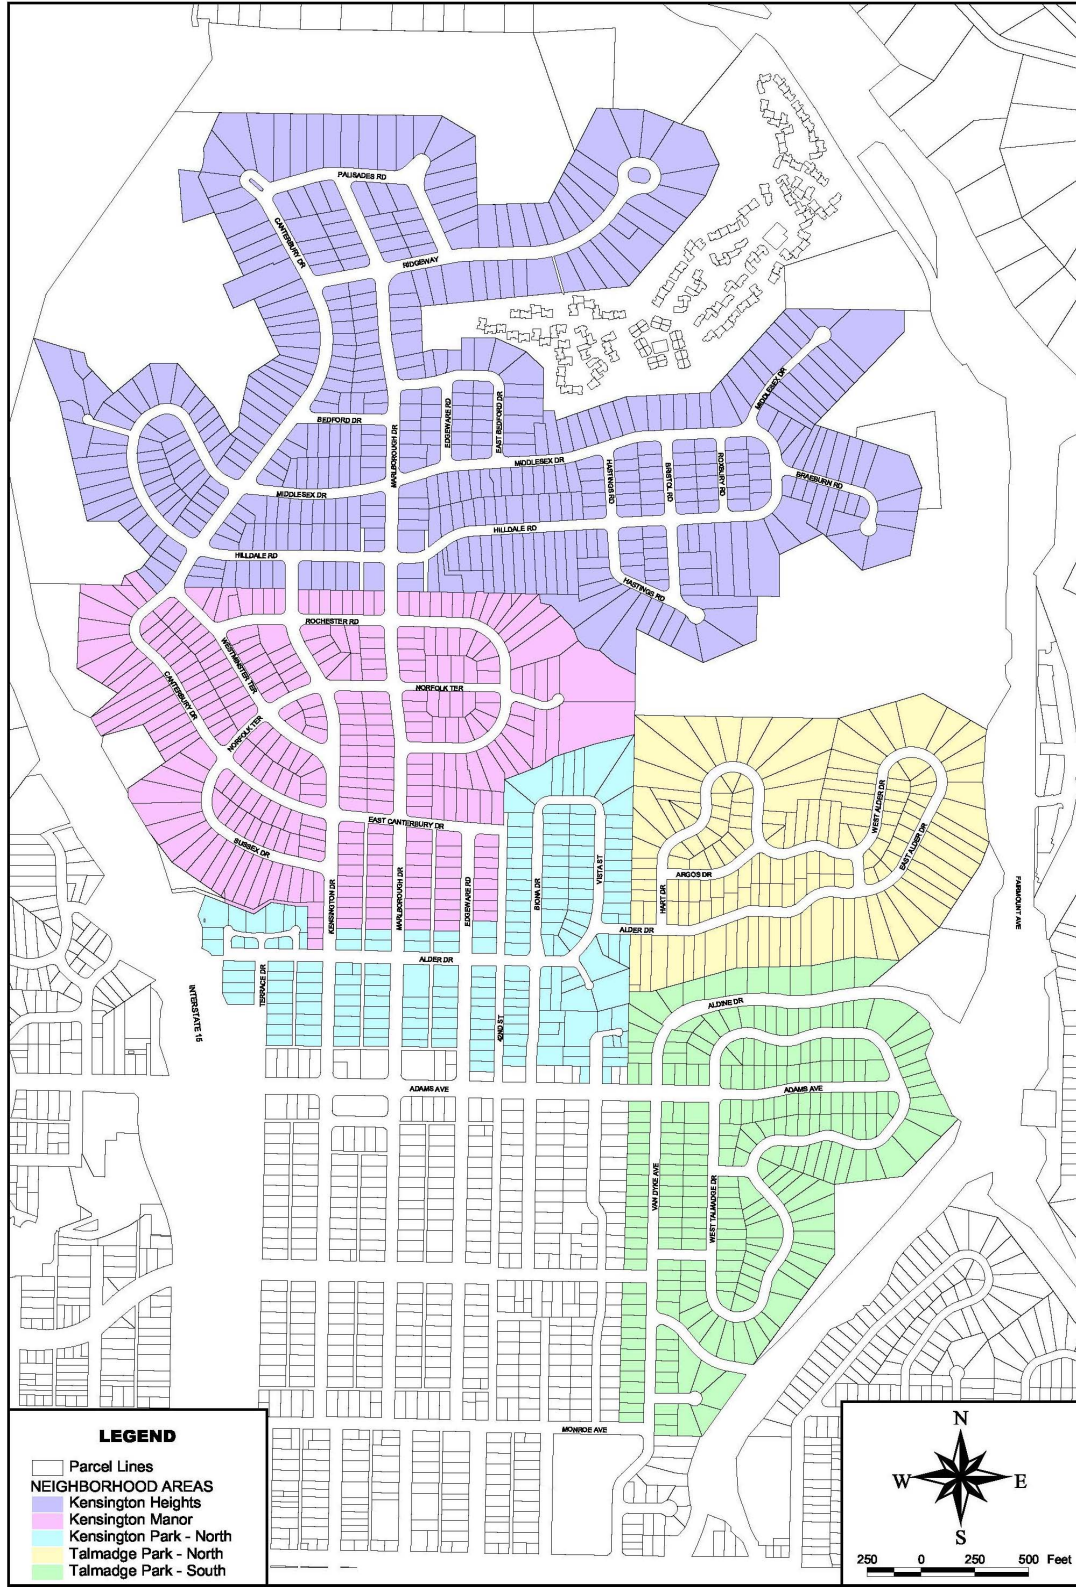 PALISADES RD
CANTERBURY DR
RIDGEWAY
MIDDLESEX DR
BEDFORD DR
MARLBOROUGH DR
EDGEWARE RD
EAST BEDFORD DR
MIDDLESEX DR
HASTINGS RD
BRISTOL RD
ROXBURY RD
BRAEBURN RD
MIDDLESEX DR
HILLDALE RD
HILLDALE RD
HASTINGS RD
ROCHESTER RD
WESTMINSTER TER
CANTERBURY DR
NORFOLK TER
NORFOLK TER
EAST CANTERBURY DR
SUSSEX DR
KENSINGTON DR
MARLBOROUGH DR
EDGEWARE RD
BIONA DR
VISTA ST
HART DR
ARGOS DR
WEST ALDER DR
EAST ALDER DR
FAIRMOUNT AVE
ALDER DR
ALDER DR
TERRACE DR
INTERSTATE 15
42ND ST
ALDINE DR
ADAMS AVE
ADAMS AVE
VAN DYKE AVE
WEST TALMADGE DR
MONROE AVE
LEGEND
Parcel Lines
NEIGHBORHOOD AREAS
Kensington Heights
Kensington Manor
Kensington Park - North
Talmadge Park - North
Talmadge Park - South
N
W E
S
250 0 250 500 Feet